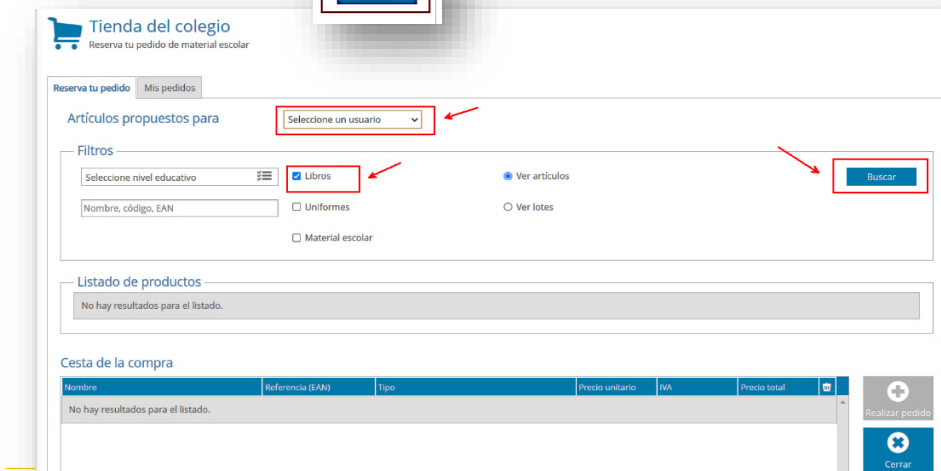 Tienda del colegio
Reserva tu pedido de material escolar
Reserva tu pedido
Mis pedidos
Artículos propuestos para
Seleccione un usuario
Filtros
Seleccione nivel educativo
Libros
Ver artículos
Buscar
Nombre, código, EAN
Uniformes
Ver lotes
Material escolar
Listado de productos
No hay resultados para el listado.
Cesta de la compra
Nombre Referencia (EAN) Tipo Precio unitario IVA Precio total
No hay resultados para el listado.
Realizar pedido
Cerrar